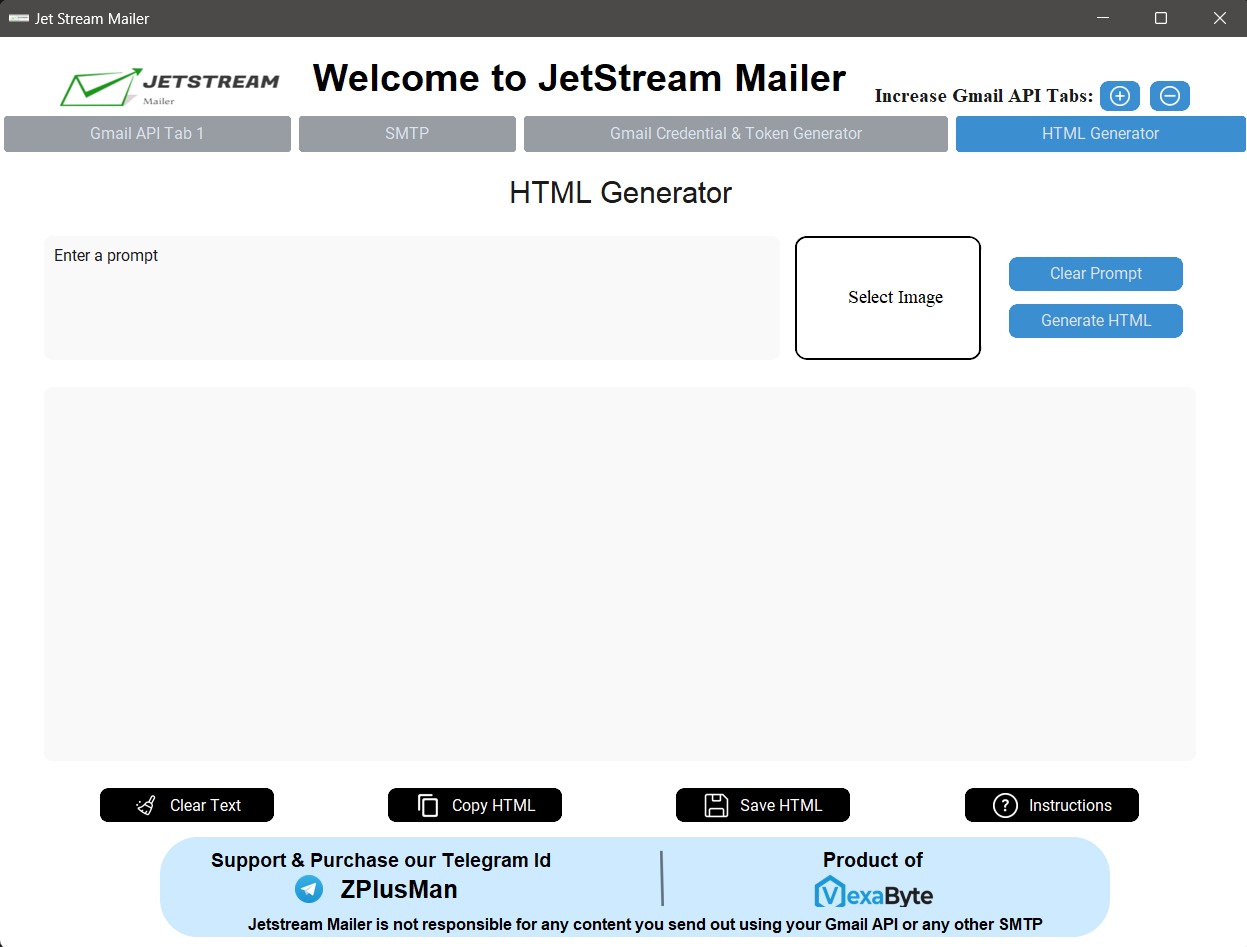 Jet Stream Mailer
JETSTREAM
Mailer
Welcome to JetStream Mailer
Increase Gmail API Tabs:
Gmail API Tab 1
SMTP
Gmail Credential & Token Generator
HTML Generator
HTML Generator
Enter a prompt
Select Image
Clear Prompt
Generate HTML
Clear Text
Copy HTML
Save HTML
Instructions
Support & Purchase our Telegram Id
ZPlusMan
Product of
VexaByte
Jetstream Mailer is not responsible for any content you send out using your Gmail API or any other SMTP